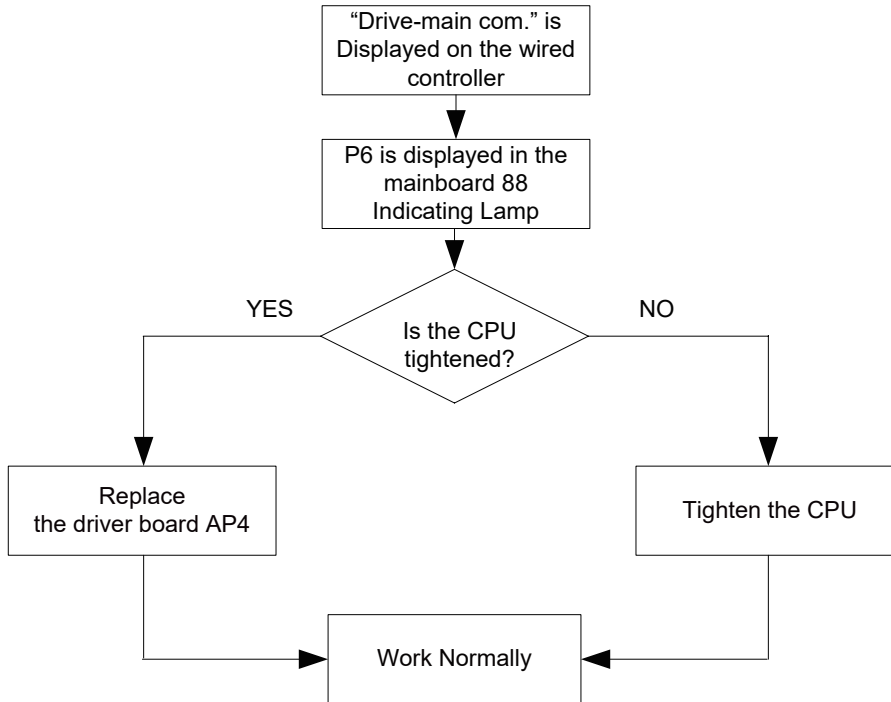 “Drive-main com.” is
Displayed on the wired
controller
P6 is displayed in the
mainboard 88
Indicating Lamp
YES
NO
Is the CPU
tightened?
Replace
the driver board AP4
Tighten the CPU
Work Normally